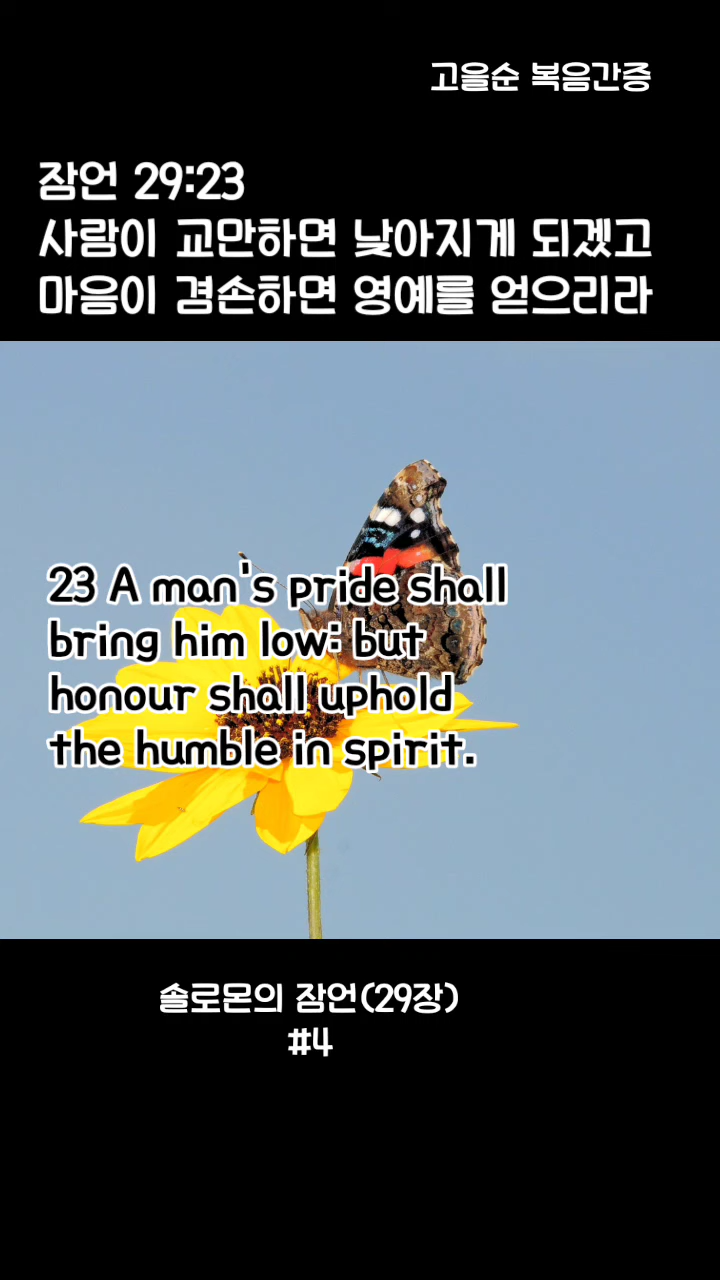 고을순 복음간증
잠언 29:23
사람이 교만하면 낮아지게 되겠고
마음이 겸손하면 영예를 얻으리라
23 A man's pride shall
bring him low: but
honour shall uphold
the humble in spirit.
솔로몬의 잠언(29장)
#4